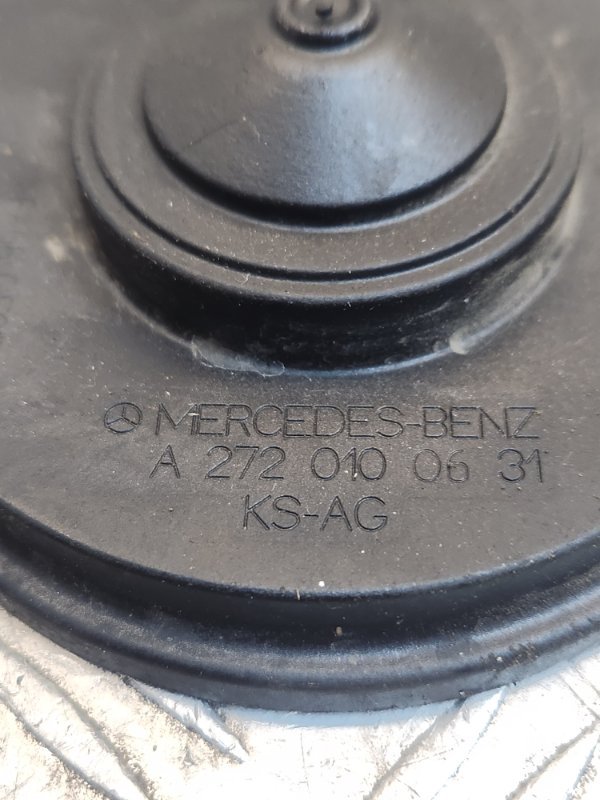 MERCEDES-BENZ
A 272 010 06 31
KS-AG